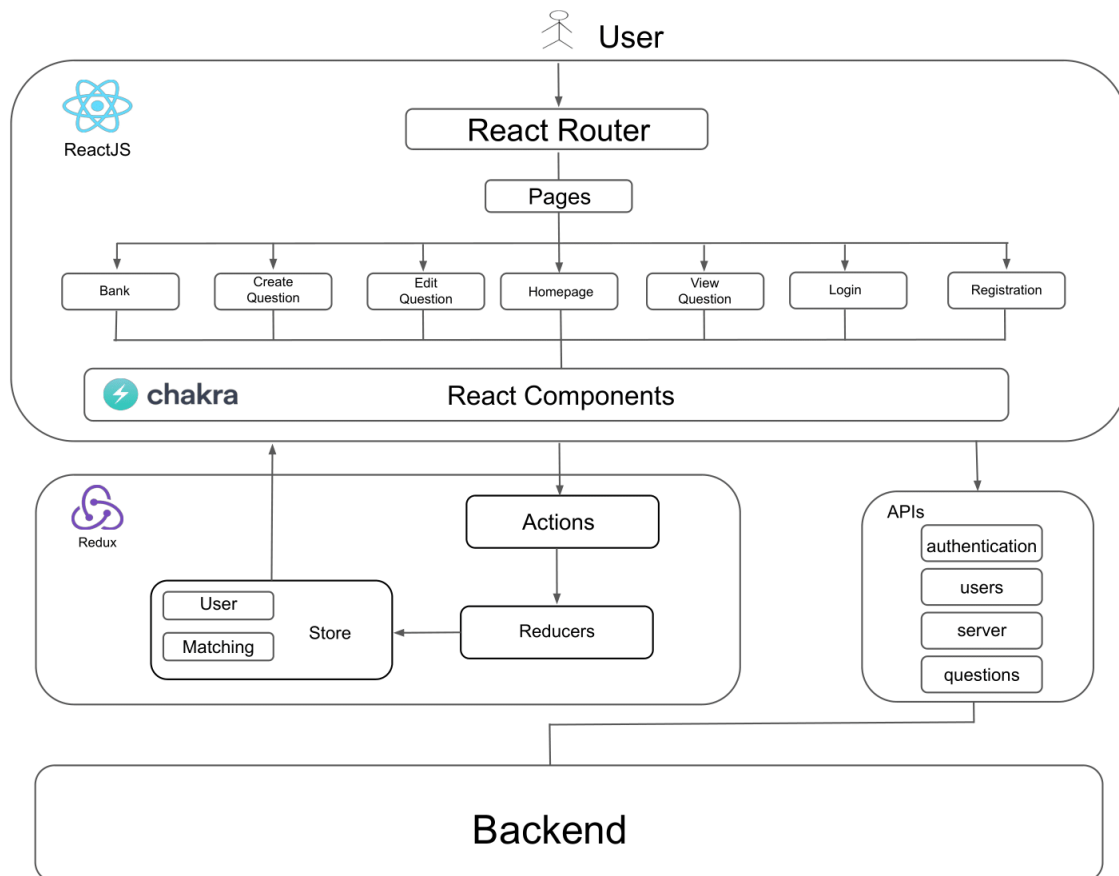 User
ReactJS
React Router
Pages
Bank
Create
Question
Edit
Question
Homepage
View
Question
Login
Registration
chakra
React Components
Redux
Actions
User
Matching
Store
Reducers
APIs
authentication
users
server
questions
Backend